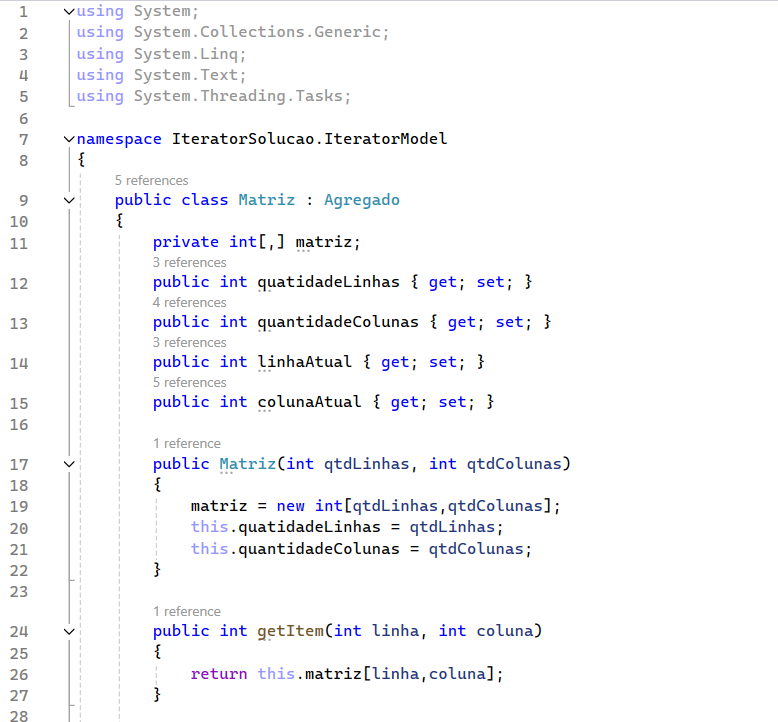 1 using System;
2 using System.Collections.Generic;
3 using System.Linq;
4 using System.Text;
5 using System.Threading.Tasks;
6
7 namespace IteratorSolucao.IteratorModel
8 {
5 references
9 public class Matriz : Agregado
10 {
11 private int[,] matriz;
3 references
12 public int quatidadeLinhas { get; set; }
4 references
13 public int quantidadeColunas { get; set; }
3 references
14 public int linhaAtual { get; set; }
5 references
15 public int colunaAtual { get; set; }
16
1 reference
17 public Matriz(int qtdLinhas, int qtdColunas)
18 {
19 matriz = new int[qtdLinhas,qtdColunas];
20 this.quatidadeLinhas = qtdLinhas;
21 this.quantidadeColunas = qtdColunas;
22 }
23
1 reference
24 public int getItem(int linha, int coluna)
25 {
26 return this.matriz[linha,coluna];
27 }
28